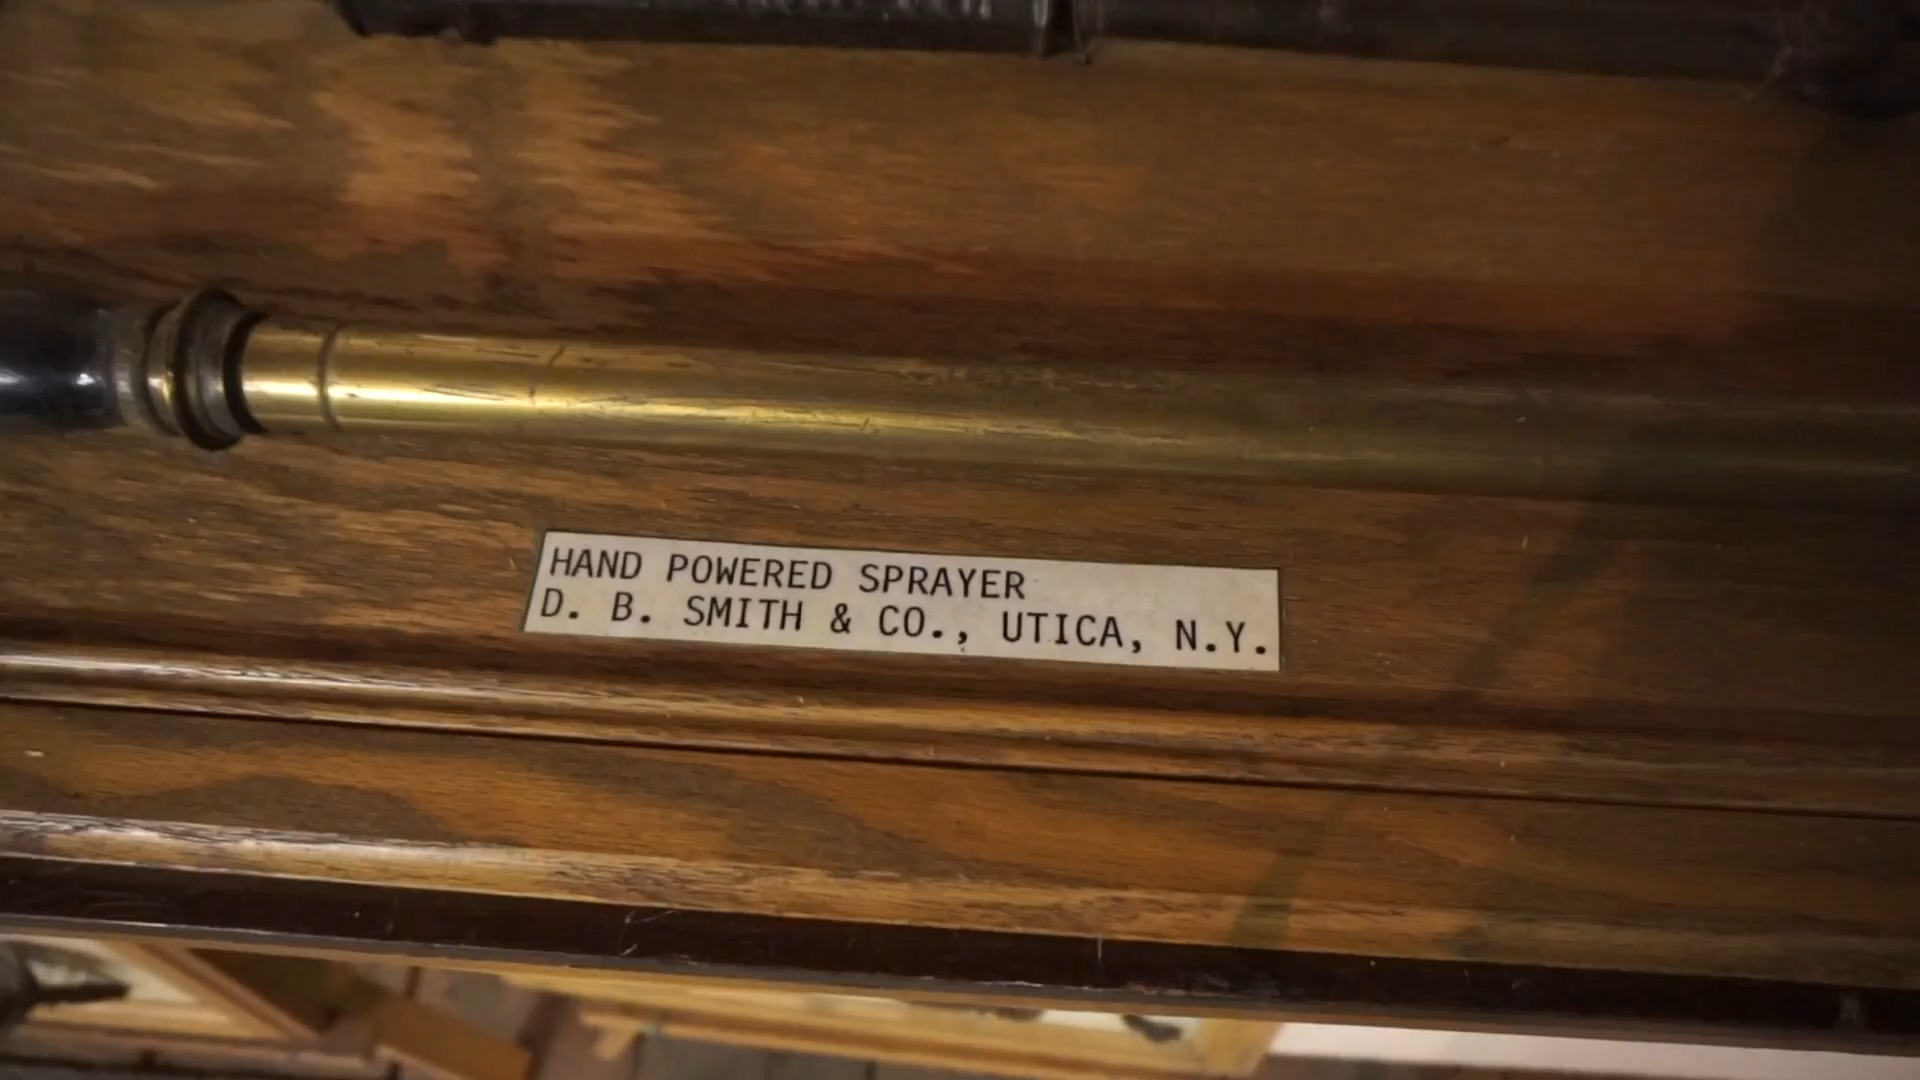 HAND POWERED SPRAYER
D. B. SMITH & CO., UTICA, N.Y.